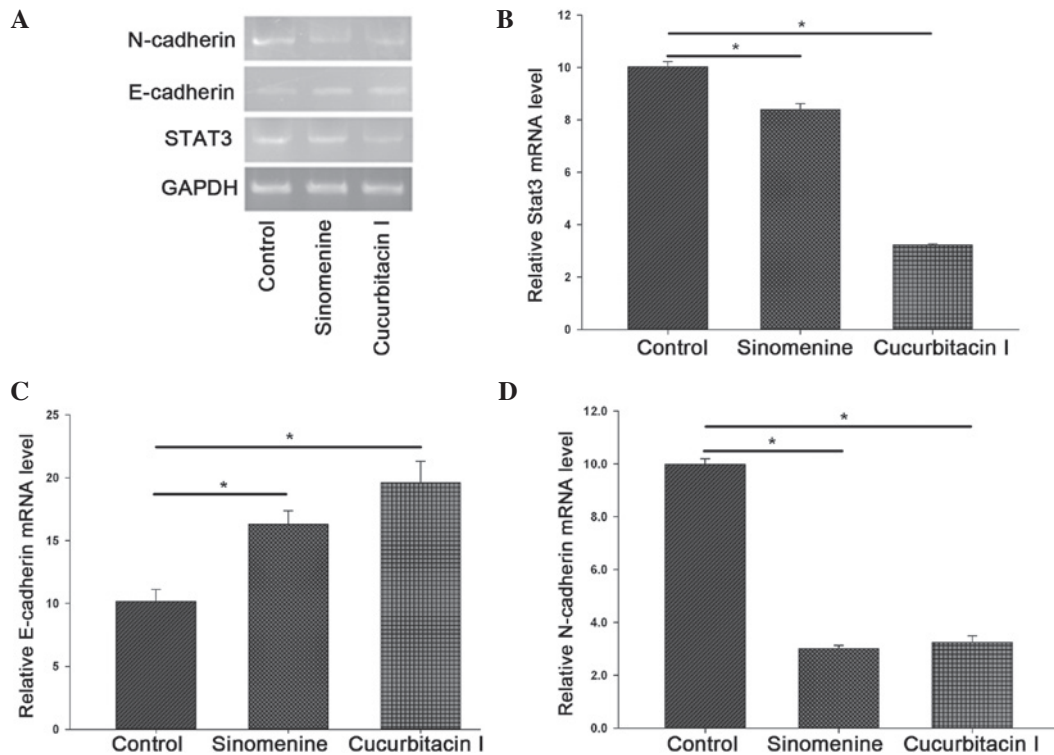 A
N-cadherin
E-cadherin
STAT3
GAPDH
Control
Sinomenine
Cucurbitacin I
B
Relative Stat3 mRNA level
12
10
8
6
4
2
0
*
*
Control Sinomenine Cucurbitacin I
C
Relative E-cadherin mRNA level
25
20
15
10
5
0
*
*
Control Sinomenine Cucurbitacin I
D
Relative N-cadherin mRNA level
12.0
10.0
8.0
6.0
4.0
2.0
0.0
*
*
Control Sinomenine Cucurbitacin I